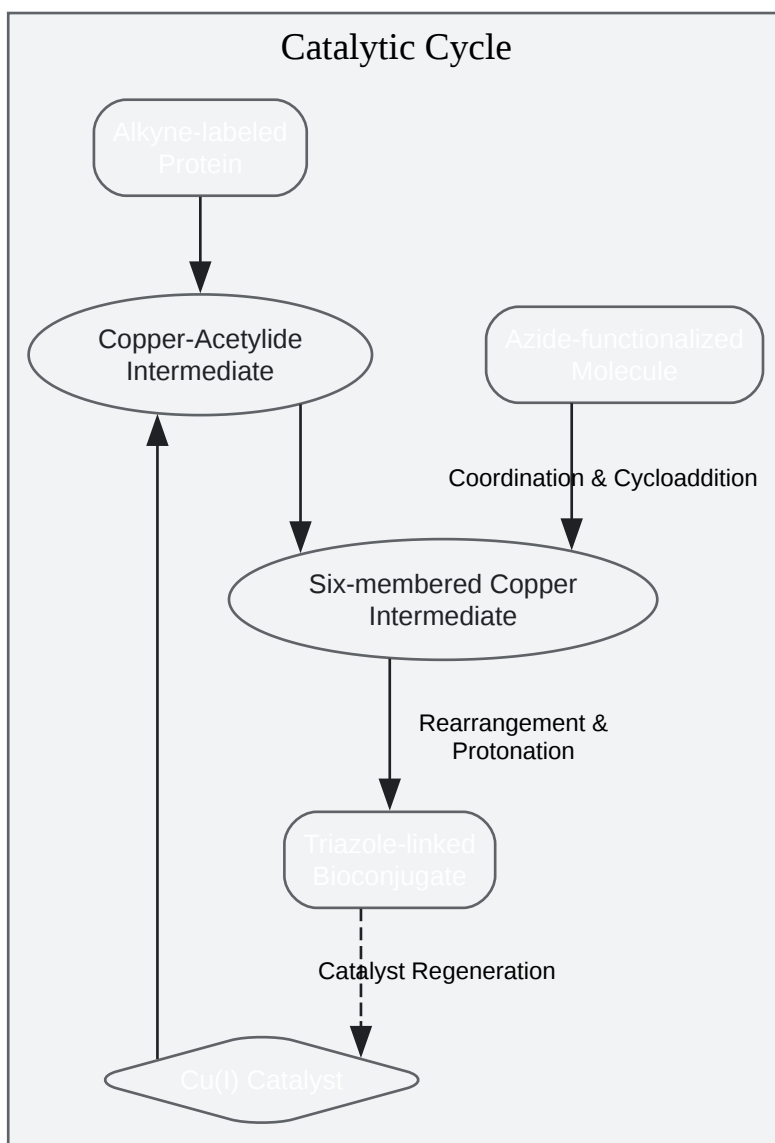 Catalytic Cycle
Alkyne-labeled
Protein
Copper-Acetylide
Intermediate
Azide-functionalized
Molecule
Coordination & Cycloaddition
Six-membered Copper
Intermediate
Rearrangement &
Protonation
Triazole-linked
Bioconjugate
Catalyst Regeneration
Cu(I) Catalyst